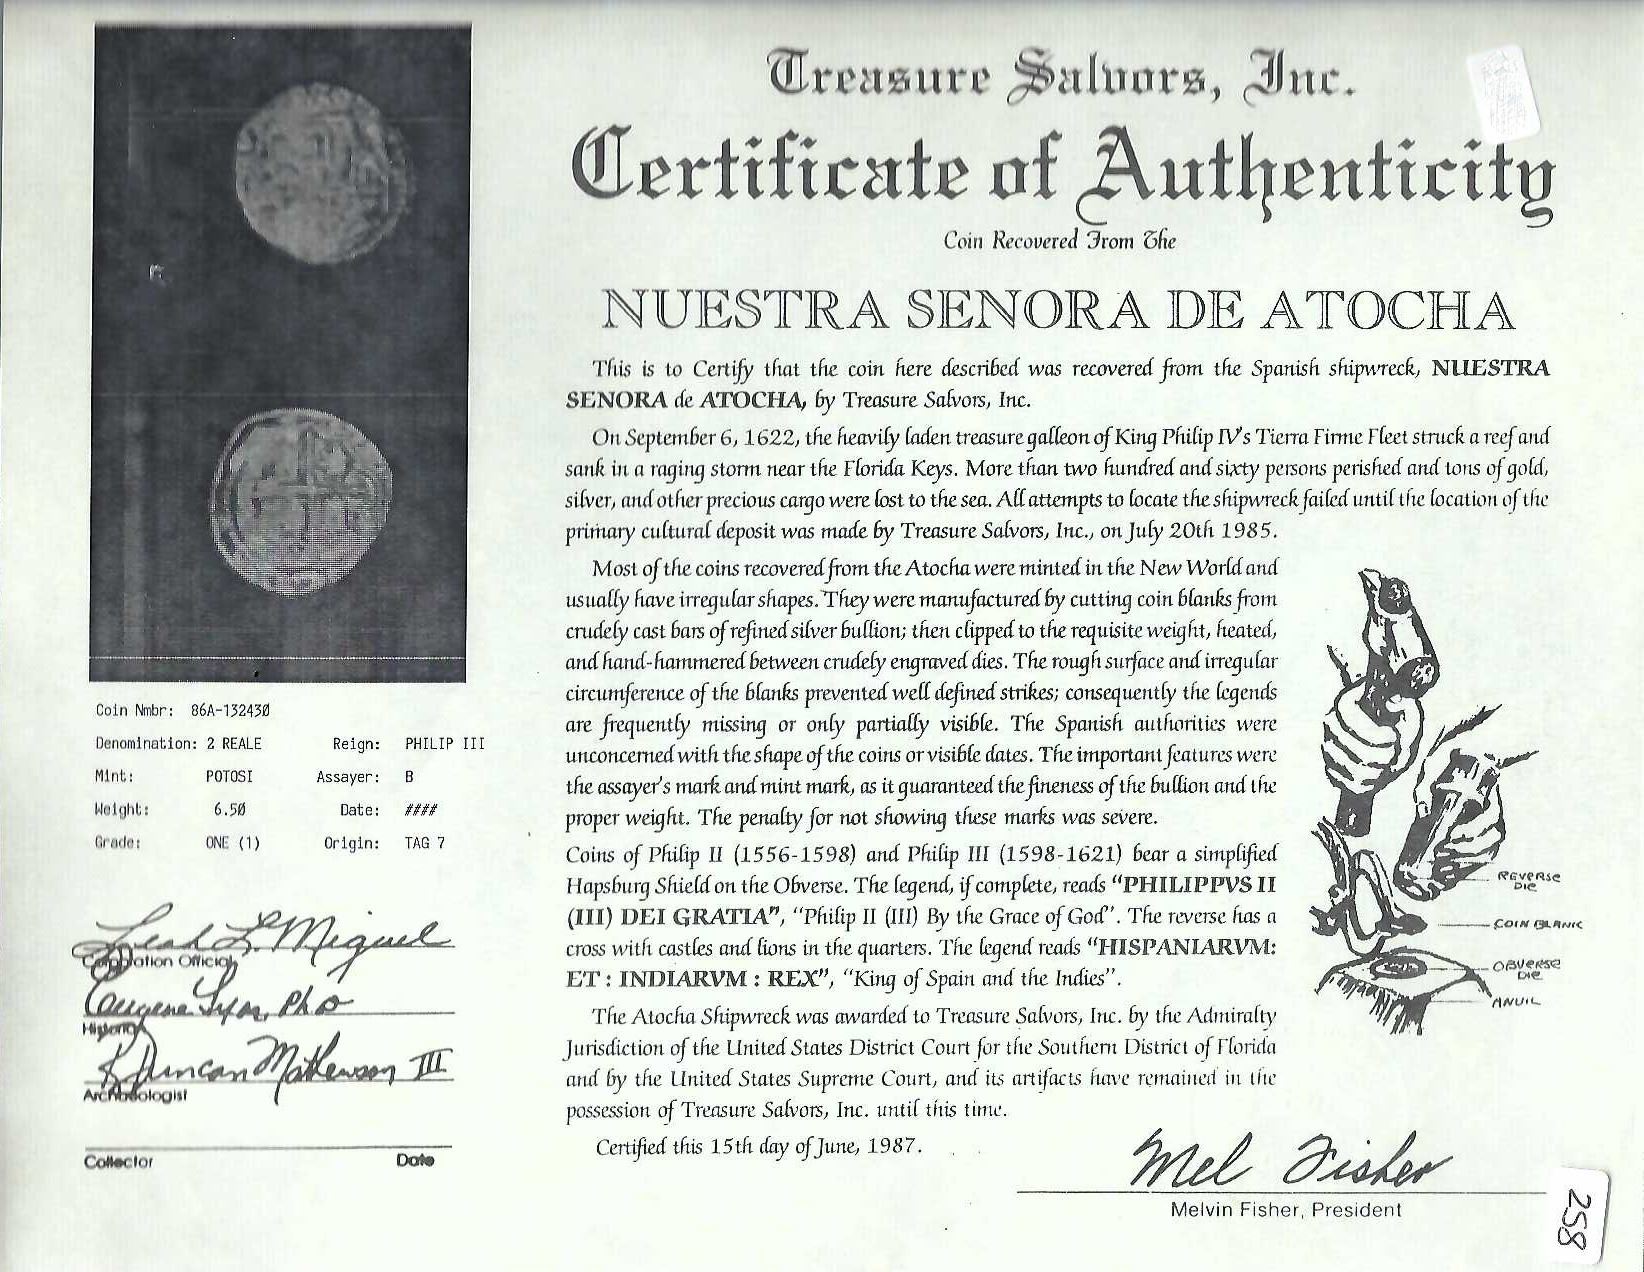 Treasure Salvors, Inc.
Certificate of Authenticity
Coin Recovered From The
NUESTRA SENORA DE ATOCHA
This is to Certify that the coin here described was recovered from the Spanish shipwreck, NUESTRA
SENORA de ATOCHA, by Treasure Salvors, Inc.
On September 6, 1622, the heavily laden treasure galleon of King Philip IV's Tierra Firme Fleet struck a reef and
sank in a raging storm near the Florida Keys. More than two hundred and sixty persons perished and tons of gold,
silver, and other precious cargo were lost to the sea. All attempts to locate the shipwreck failed until the location of the
primary cultural deposit was made by Treasure Salvors, Inc., on July 20th 1985.
Most of the coins recovered from the Atocha were minted in the New World and
usually have irregular shapes. They were manufactured by cutting coin blanks from
crudely cast bars of refined silver bullion; then clipped to the requisite weight, heated,
and hand-hammered between crudely engraved dies. The rough surface and irregular
circumference of the blanks prevented well defined strikes; consequently the legends
are frequently missing or only partially visible. The Spanish authorities were
unconcerned with the shape of the coins or visible dates. The important features were
the assayer's mark and mint mark, as it guaranteed the fineness of the bullion and the
proper weight. The penalty for not showing these marks was severe.
Coins of Philip II (1556-1598) and Philip III (1598-1621) bear a simplified
Hapsburg Shield on the Obverse. The legend, if complete, reads "PHILIPPVS II
(III) DEI GRATIA", "Philip II (III) By the Grace of God". The reverse has a
cross with castles and lions in the quarters. The legend reads "HISPANIARVM:
ET : INDIARVM : REX", "King of Spain and the Indies".
The Atocha Shipwreck was awarded to Treasure Salvors, Inc. by the Admiralty
Jurisdiction of the United States District Court for the Southern District of Florida
and by the United States Supreme Court, and its artifacts have remained in the
possession of Treasure Salvors, Inc. until this time.
Certified this 15th day of June, 1987.
Mel Fisher
Melvin Fisher, President
REVERSE
DIE
COIN BLANK
OBVERSE
DIE
ANVIL
Coin Nmbr: 86A-132430
Denomination: 2 REALE Reign: PHILIP III
Mint: POTOSI Assayer: B
Weight: 6.50 Date: ####
Grade: ONE (1) Origin: TAG 7
Leah L. Miguel
Corporation Official
Eugene Lyon, PhD
Historian
R. Duncan Mathewson III
Archaeologist
Collector Date
258